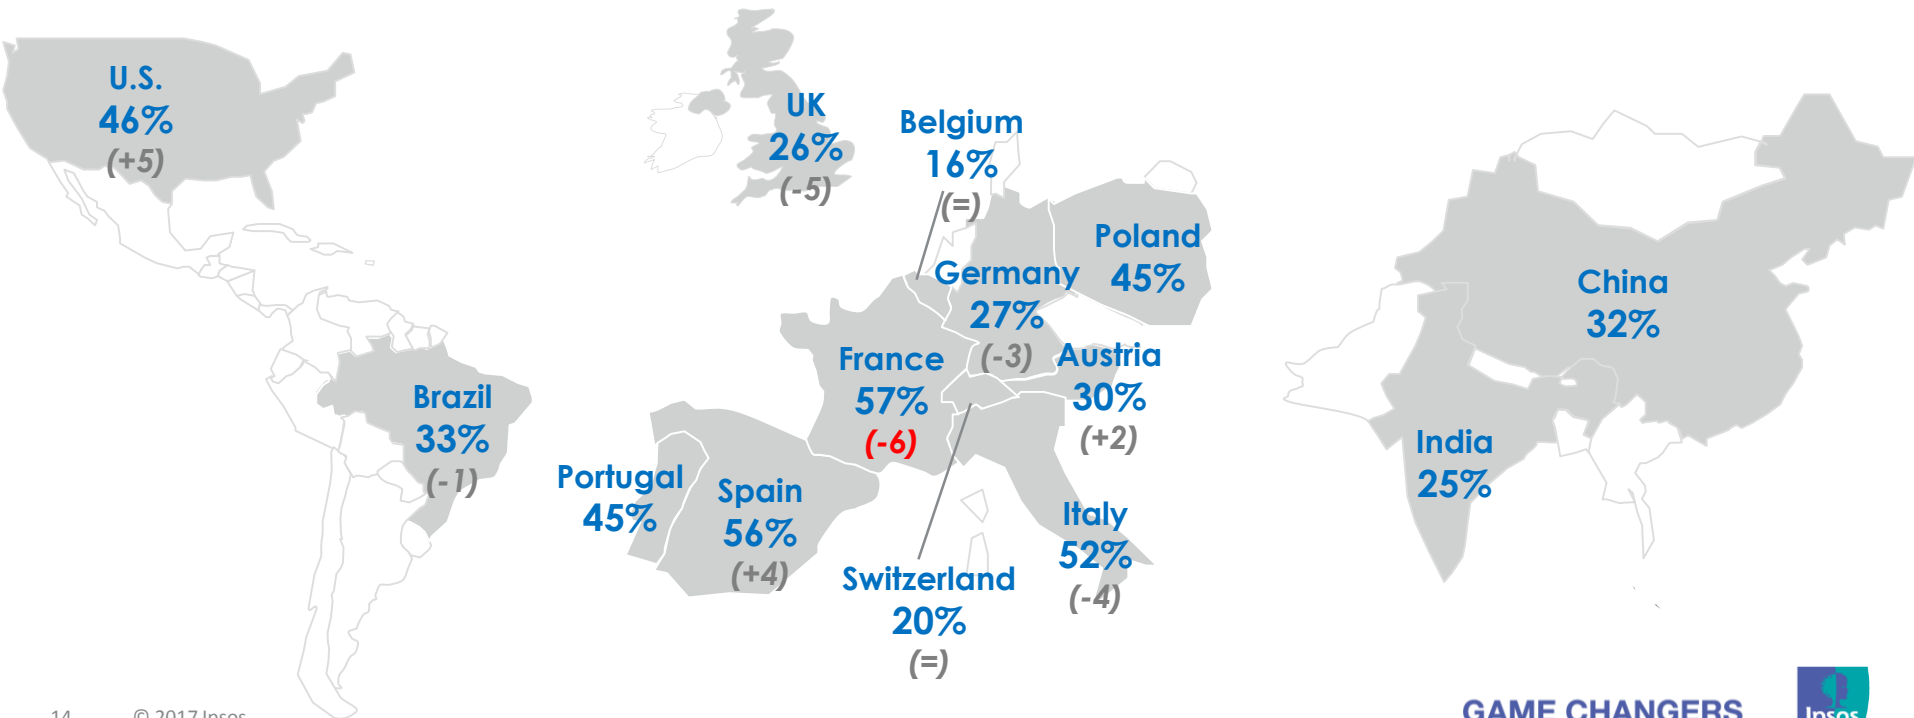 U.S.
46%
(+5)
Brazil
33%
(-1)
UK
26%
(-5)
Belgium
16%
(=)
Poland
45%
Germany
27%
(-3)
France
57%
(-6)
Austria
30%
(+2)
Portugal
45%
Spain
56%
(+4)
Switzerland
20%
(=)
Italy
52%
(-4)
China
32%
India
25%
14 © 2017 Ipsos
GAME CHANGERS
Ipsos